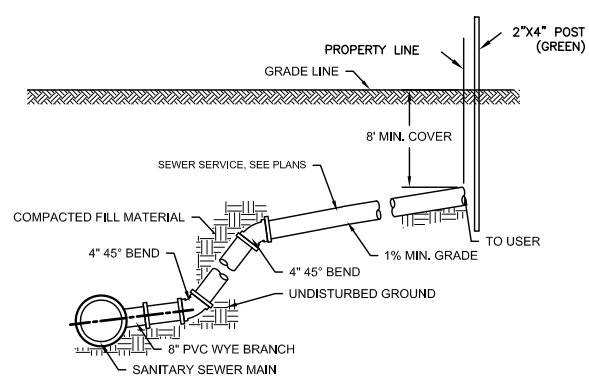 2"X4" POST
(GREEN)
PROPERTY LINE
GRADE LINE
8' MIN. COVER
SEWER SERVICE, SEE PLANS
COMPACTED FILL MATERIAL
TO USER
4" 45° BEND
1% MIN. GRADE
4" 45° BEND
UNDISTURBED GROUND
8" PVC WYE BRANCH
SANITARY SEWER MAIN